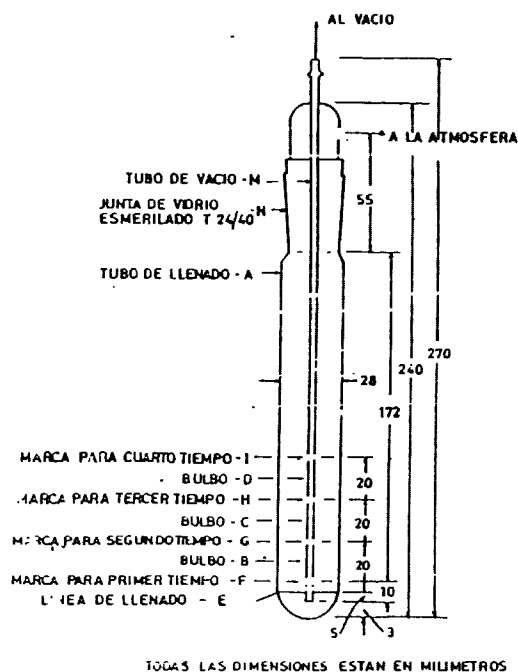 AL VACIO
A LA ATMOSFERA
TUBO DE VACIO - M
JUNTA DE VIDRIO - N
ESMERILADO T 24/40
55
TUBO DE LLENADO - A
270
240
28
172
MARCA PARA CUARTO TIEMPO - I
BULBO - D
20
MARCA PARA TERCER TIEMPO - H
BULBO - C
20
MARCA PARA SEGUNDO TIEMPO - G
BULBO - B
20
MARCA PARA PRIMER TIEMPO - F
10
LINEA DE LLENADO - E
5
3
TODAS LAS DIMENSIONES ESTAN EN MILIMETROS